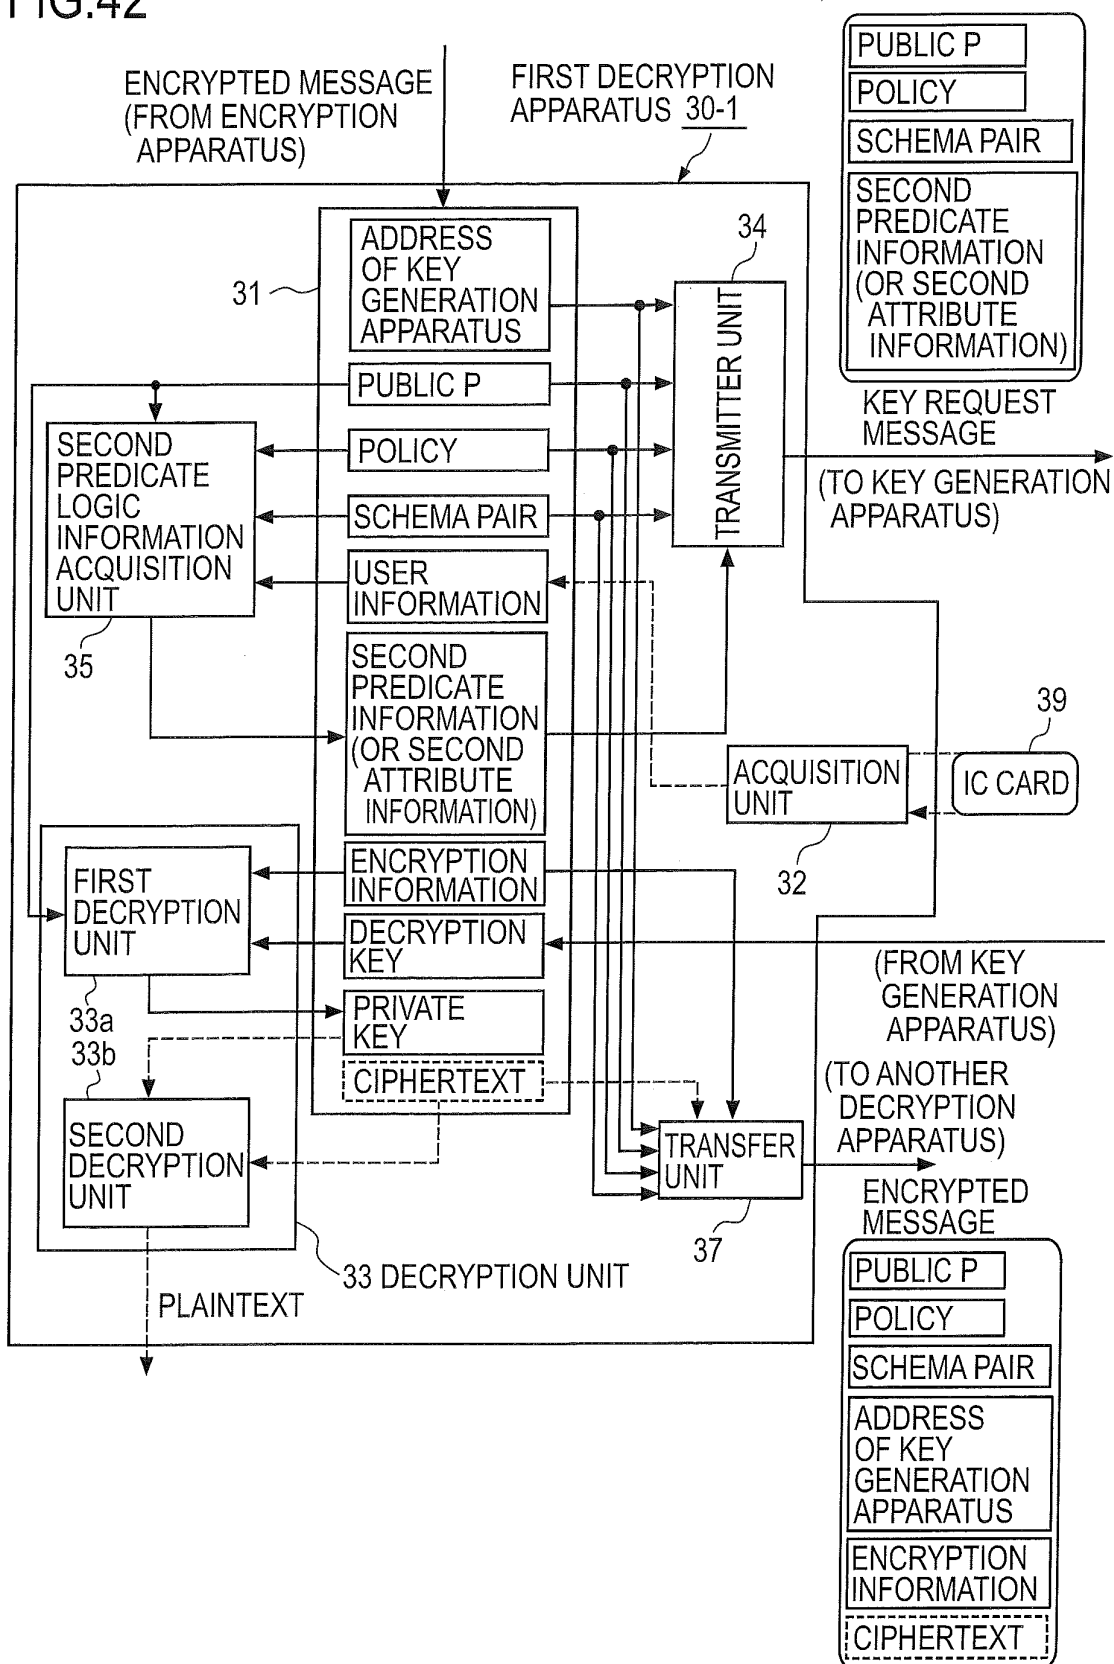 FIG.42
ENCRYPTED MESSAGE
(FROM ENCRYPTION
APPARATUS)
FIRST DECRYPTION
APPARATUS 30-1
PUBLIC P
POLICY
SCHEMA PAIR
SECOND
PREDICATE
INFORMATION
(OR SECOND
ATTRIBUTE
INFORMATION)
KEY REQUEST
MESSAGE
(TO KEY GENERATION
APPARATUS)
31
ADDRESS
OF KEY
GENERATION
APPARATUS
PUBLIC P
POLICY
SCHEMA PAIR
USER
INFORMATION
SECOND
PREDICATE
INFORMATION
(OR SECOND
ATTRIBUTE
INFORMATION)
ENCRYPTION
INFORMATION
DECRYPTION
KEY
PRIVATE
KEY
CIPHERTEXT
34
TRANSMITTER UNIT
SECOND
PREDICATE
LOGIC
INFORMATION
ACQUISITION
UNIT
35
39
IC CARD
ACQUISITION
UNIT
32
FIRST
DECRYPTION
UNIT
33a
33b
SECOND
DECRYPTION
UNIT
33 DECRYPTION UNIT
PLAINTEXT
(FROM KEY
GENERATION
APPARATUS)
(TO ANOTHER
DECRYPTION
APPARATUS)
TRANSFER
UNIT
37
ENCRYPTED
MESSAGE
PUBLIC P
POLICY
SCHEMA PAIR
ADDRESS
OF KEY
GENERATION
APPARATUS
ENCRYPTION
INFORMATION
CIPHERTEXT